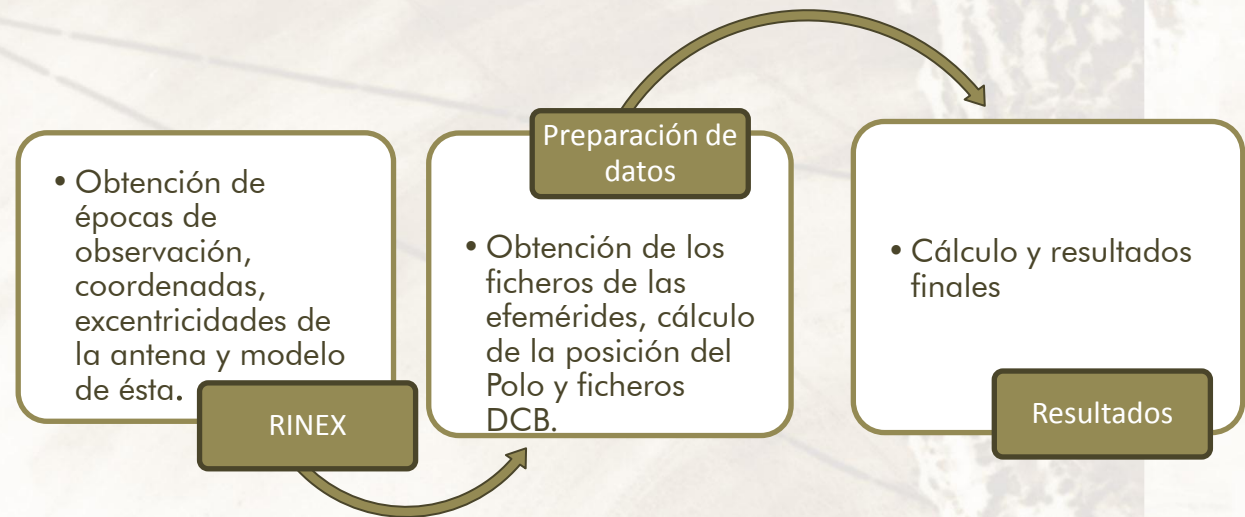 • Obtención de
épocas de
observación,
coordenadas,
excentricidades de
la antena y modelo
de ésta.
RINEX
Preparación de
datos
• Obtención de los
ficheros de las
efemérides, cálculo
de la posición del
Polo y ficheros
DCB.
• Cálculo y resultados
finales
Resultados